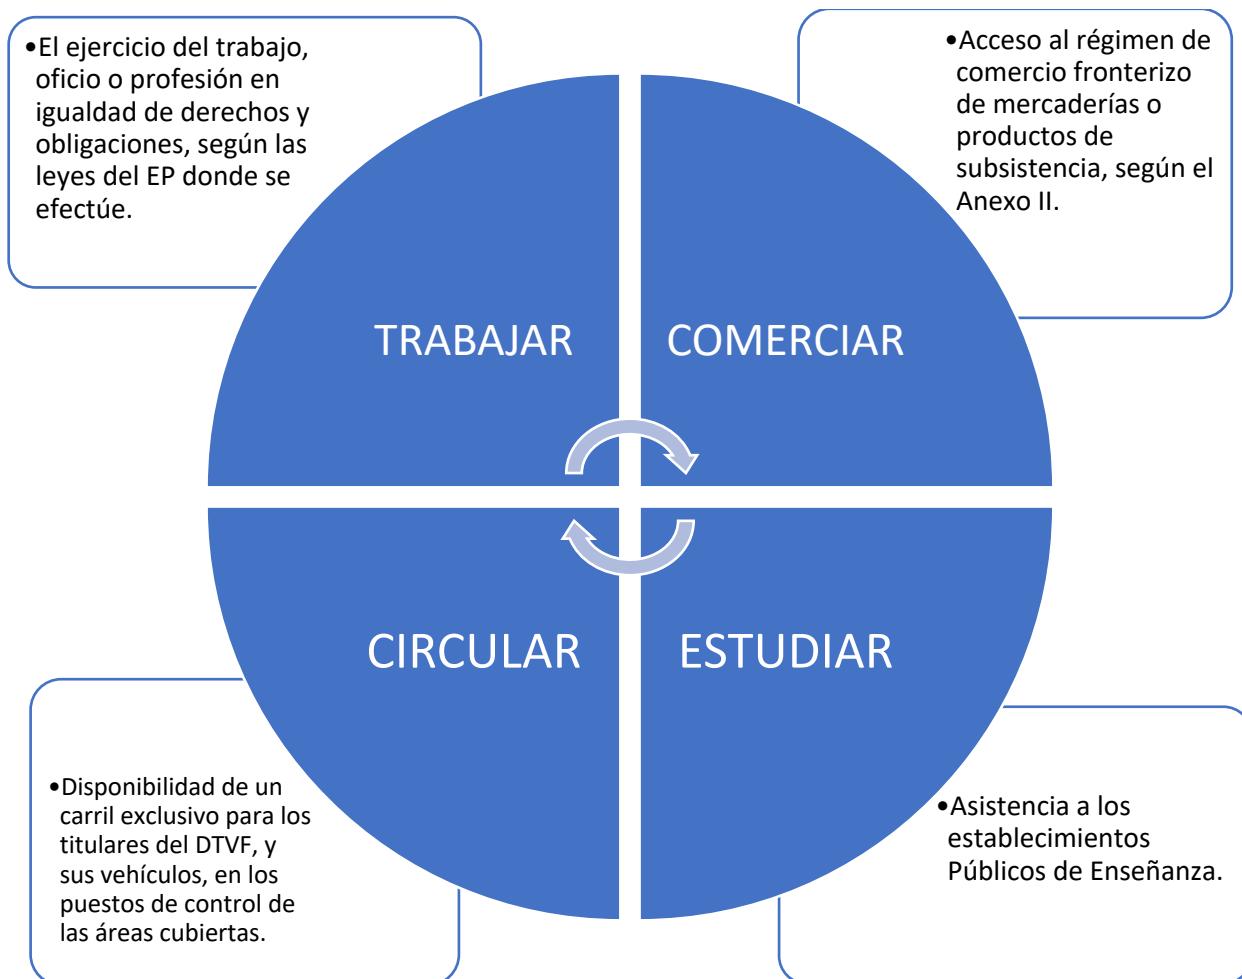 •El ejercicio del trabajo,
oficio o profesión en
igualdad de derechos y
obligaciones, según las
leyes del EP donde se
efectúe.
•Acceso al régimen de
comercio fronterizo
de mercaderías o
productos de
subsistencia, según el
Anexo II.
TRABAJAR
COMERCIAR
CIRCULAR
ESTUDIAR
•Disponibilidad de un
carril exclusivo para los
titulares del DTVF, y
sus vehículos, en los
puestos de control de
las áreas cubiertas.
•Asistencia a los
establecimientos
Públicos de Enseñanza.